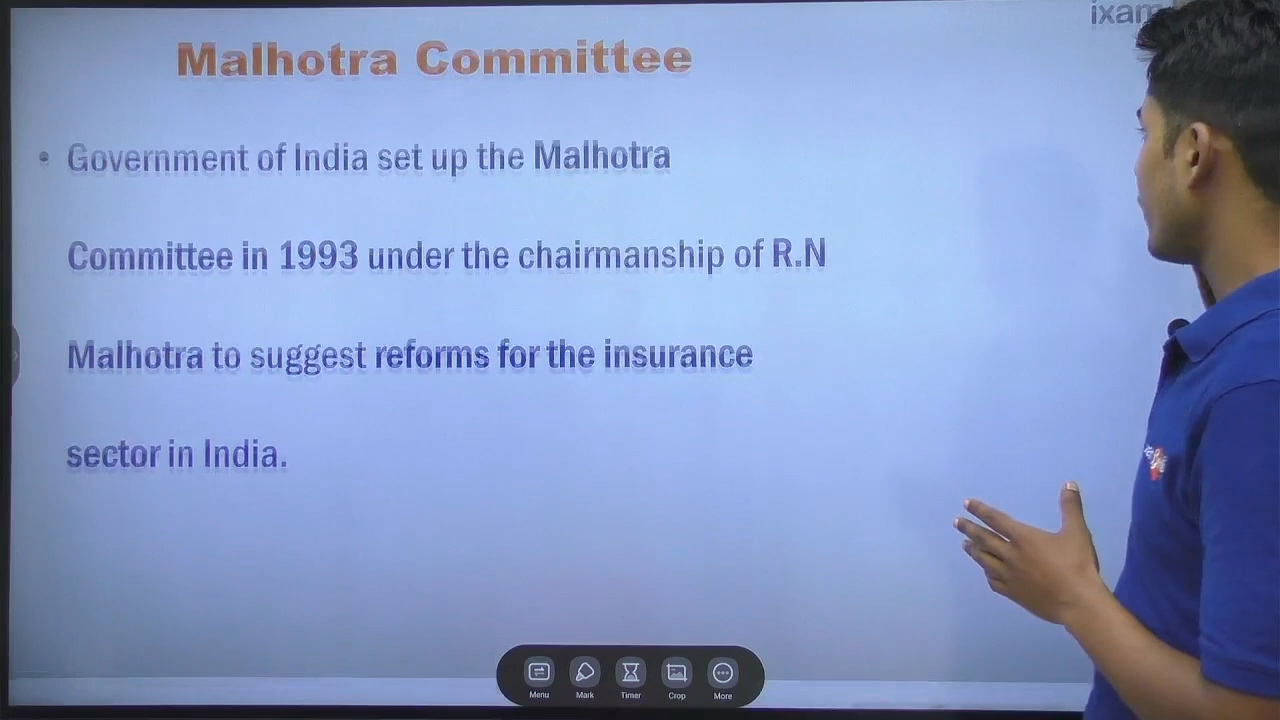 ixam
Malhotra Committee
• Government of India set up the Malhotra
Committee in 1993 under the chairmanship of R.N
Malhotra to suggest reforms for the insurance
sector in India.
Menu Mark Timer Crop More